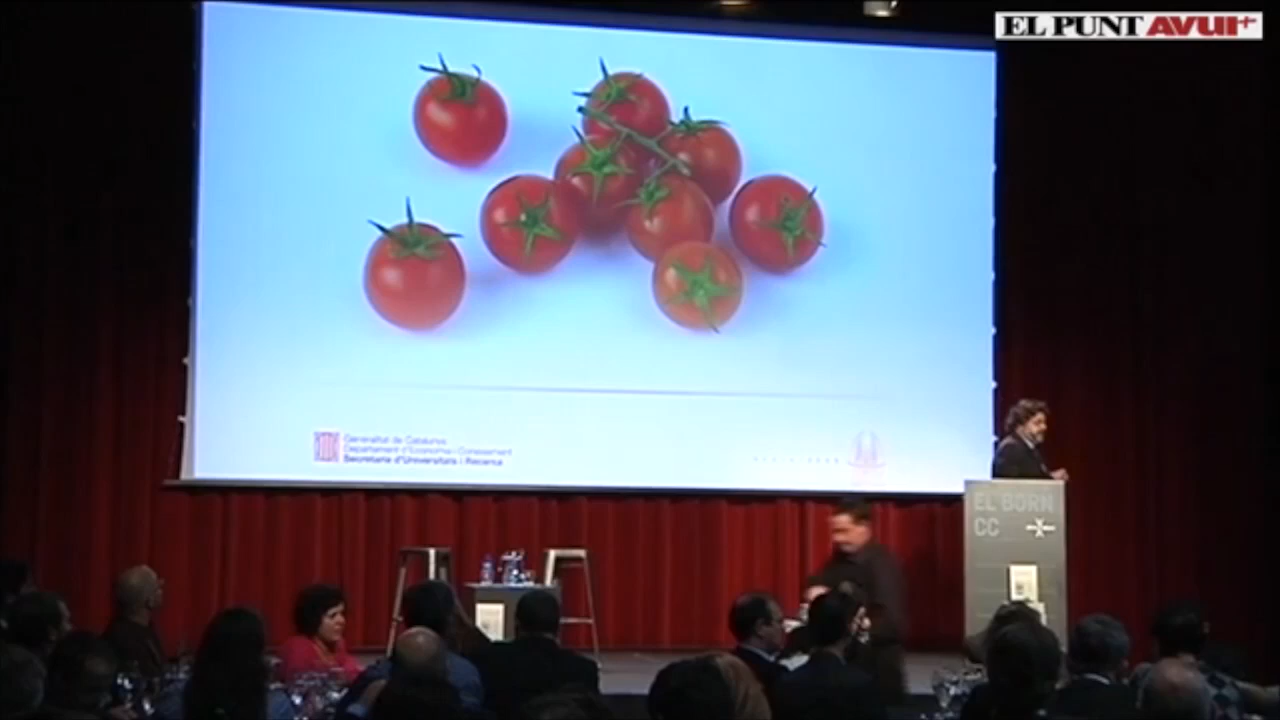 EL PUNT AVUI+
Generalitat de Catalunya
Departament d'Economia i Coneixement
Secretaria d'Universitats i Recerca
EL BORN
CC